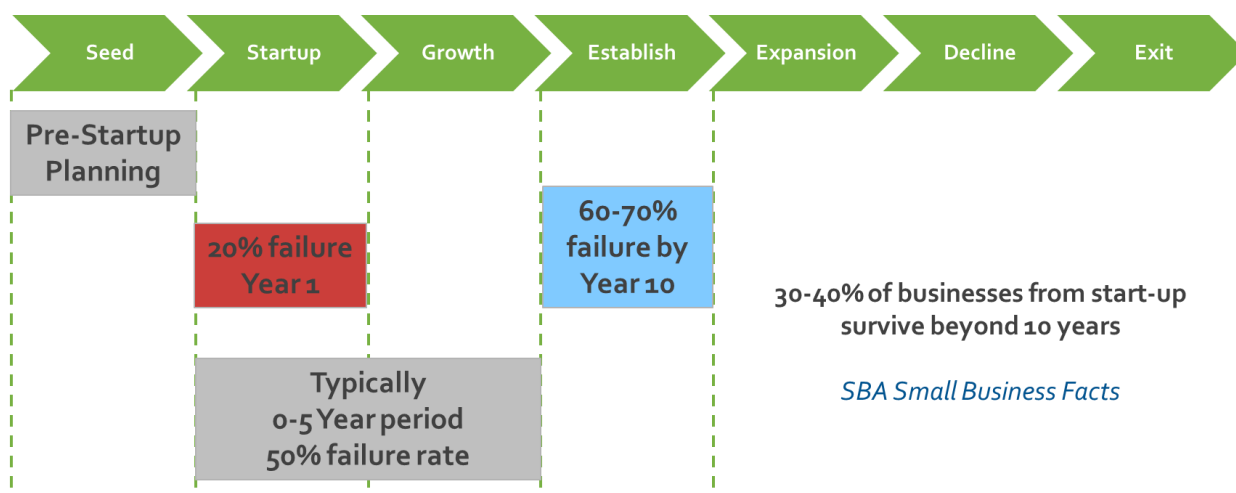 Seed
Startup
Growth
Establish
Expansion
Decline
Exit
Pre-Startup
Planning
20% failure
Year 1
60-70%
failure by
Year 10
Typically
0-5 Year period
50% failure rate
30-40% of businesses from start-up
survive beyond 10 years
SBA Small Business Facts